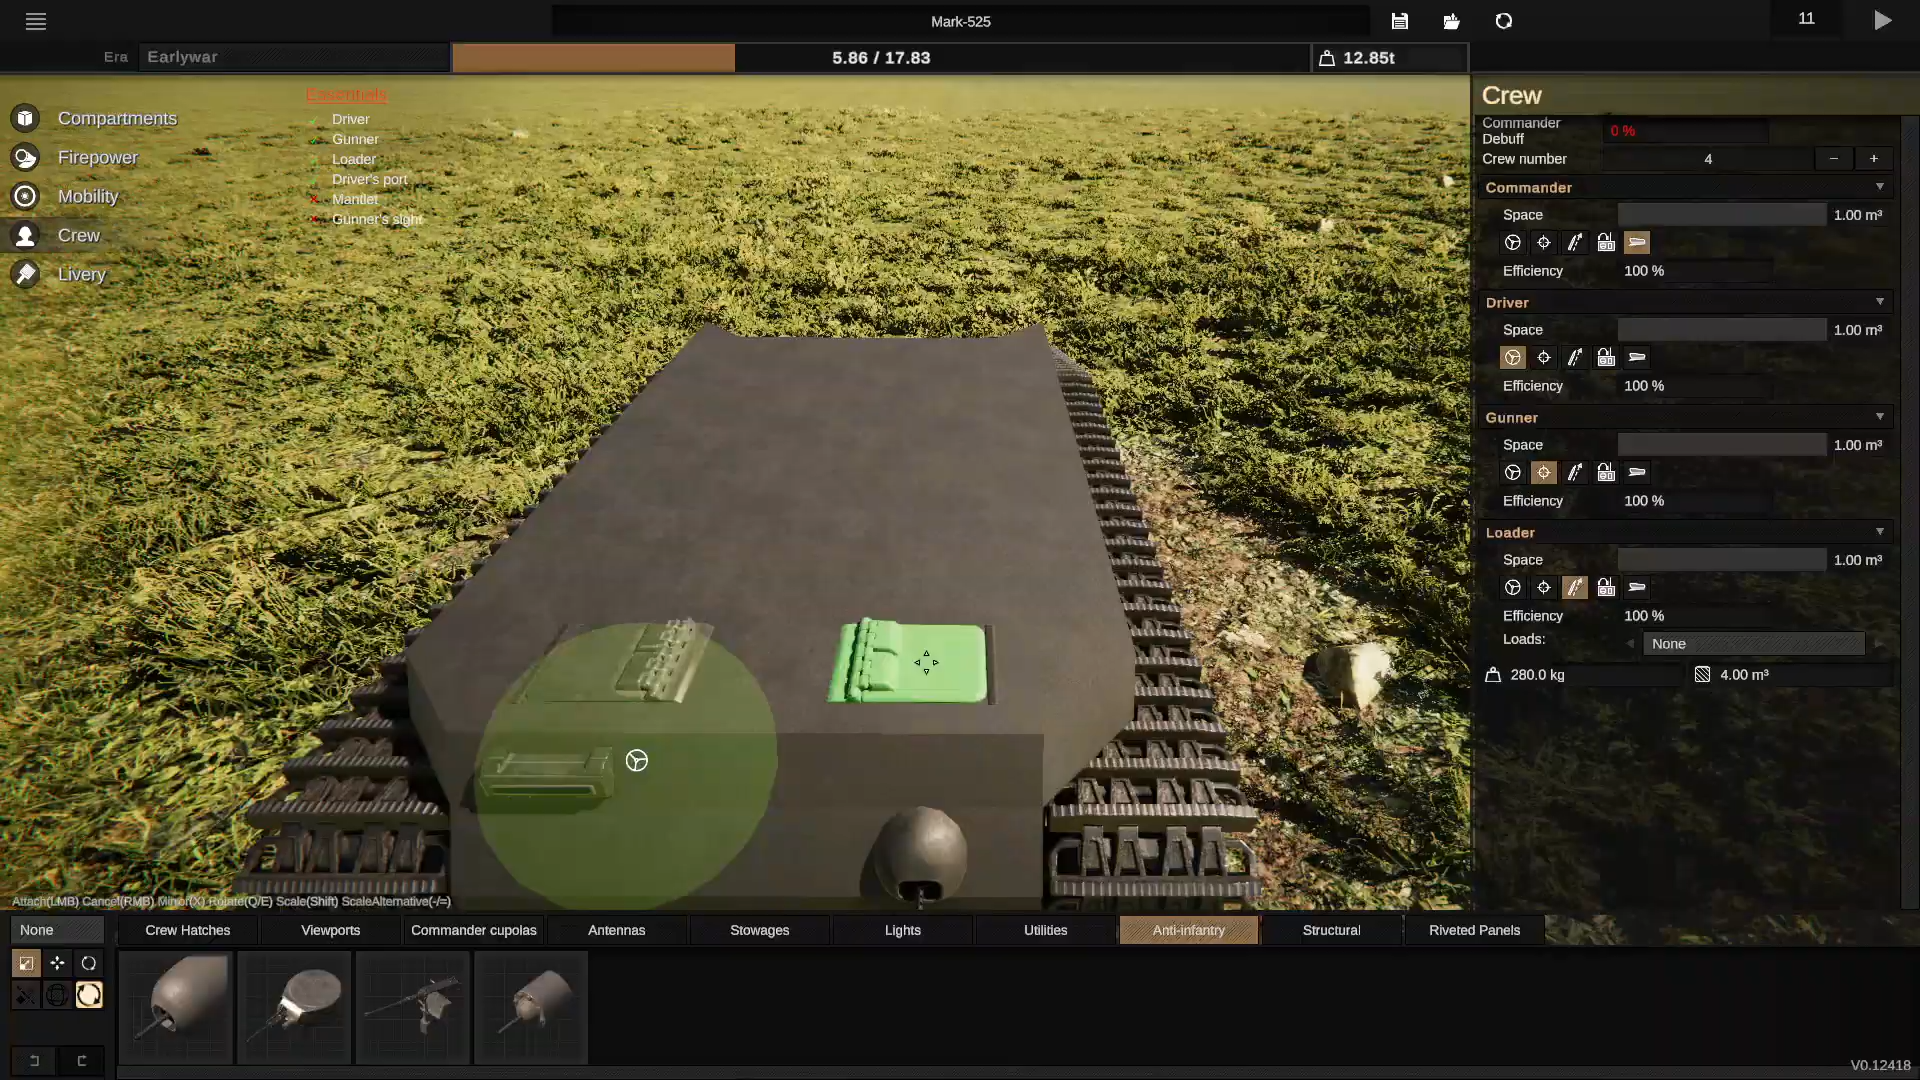 Mark-525
11
Era
Earlywar
5.86 / 17.83
12.85t
Compartments
Firepower
Mobility
Crew
Livery
Essentials
Driver
Gunner
Loader
Driver's port
Mantlet
Gunner's sight
Crew
Commander
Debuff
0 %
Crew number
4
Commander
Space
1.00 m³
Efficiency
100 %
Driver
Space
1.00 m³
Efficiency
100 %
Gunner
Space
1.00 m³
Efficiency
100 %
Loader
Space
1.00 m³
Efficiency
100 %
Loads:
None
280.0 kg
4.00 m³
Attach(LMB) Cancel(RMB) Mirror(X) Rotate(Q/E) Scale(Shift) ScaleAlternative(-/=)
None
Crew Hatches
Viewports
Commander cupolas
Antennas
Stowages
Lights
Utilities
Anti-infantry
Structural
Riveted Panels
V0.12418